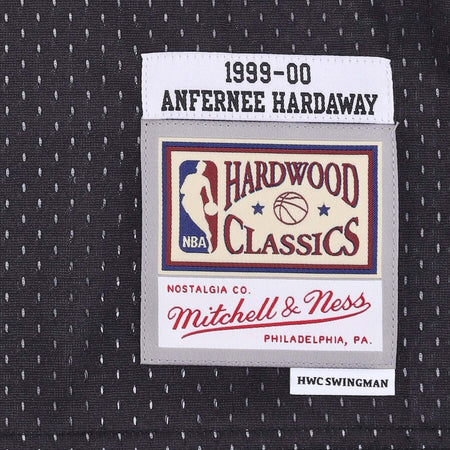 1999-00
ANFERNEE HARDAWAY
HARDWOOD
CLASSICS
NBA
NOSTALGIA CO.
Mitchell & Ness
PHILADELPHIA, PA.
HWC SWINGMAN